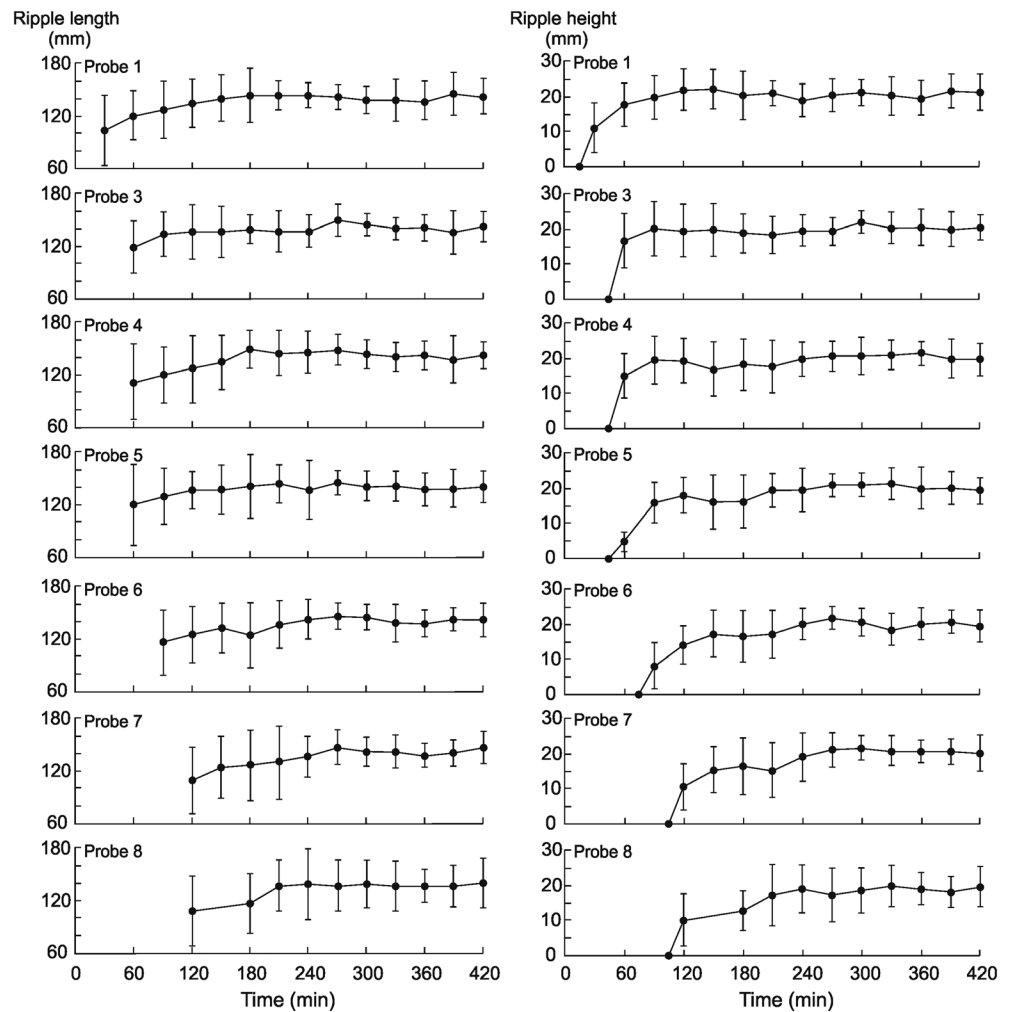 Ripple length
(mm)
180
Probe 1
120
60
180
Probe 3
120
60
180
Probe 4
120
60
180
Probe 5
120
60
180
Probe 6
120
60
180
Probe 7
120
60
180
Probe 8
120
60
0 60 120 180 240 300 360 420
Time (min)
Ripple height
(mm)
30
Probe 1
20
10
0
30
Probe 3
20
10
0
30
Probe 4
20
10
0
30
Probe 5
20
10
0
30
Probe 6
20
10
0
30
Probe 7
20
10
0
30
Probe 8
20
10
0
0 60 120 180 240 300 360 420
Time (min)